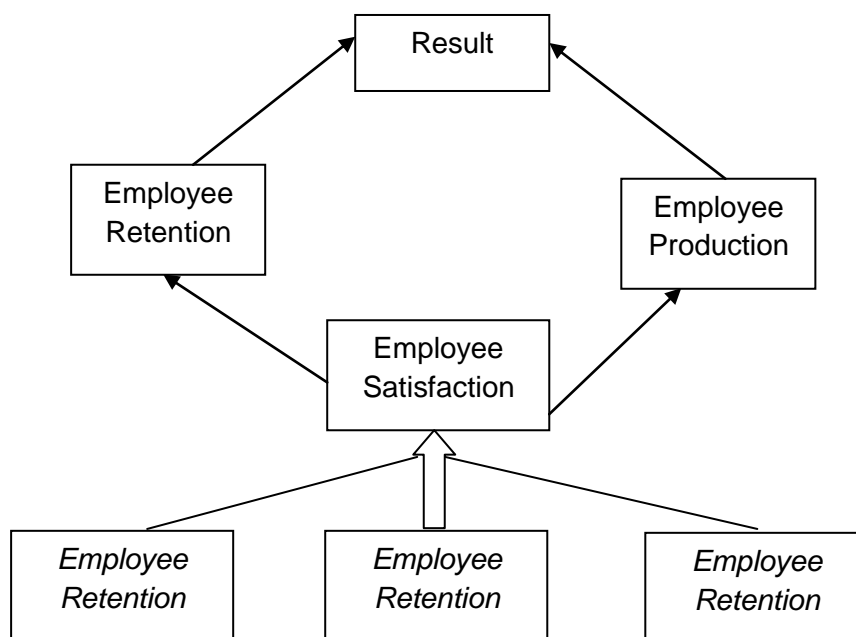 Result
Employee
Retention
Employee
Production
Employee
Satisfaction
Employee
Retention
Employee
Retention
Employee
Retention